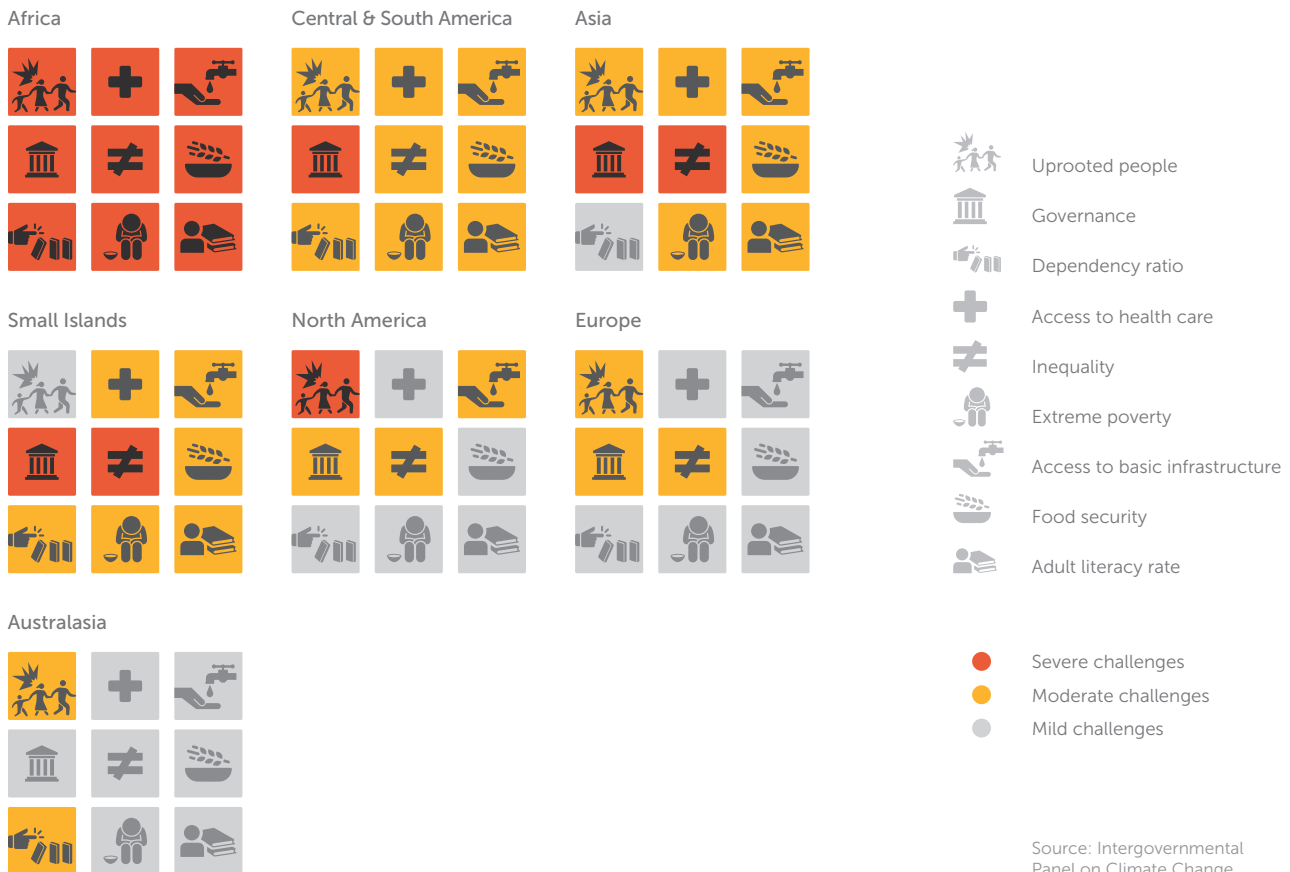 Africa
Central & South America
Asia
Small Islands
North America
Europe
Australasia
Uprooted people
Governance
Dependency ratio
Access to health care
Inequality
Extreme poverty
Access to basic infrastructure
Food security
Adult literacy rate
Severe challenges
Moderate challenges
Mild challenges
Source: Intergovernmental
Panel on Climate Change